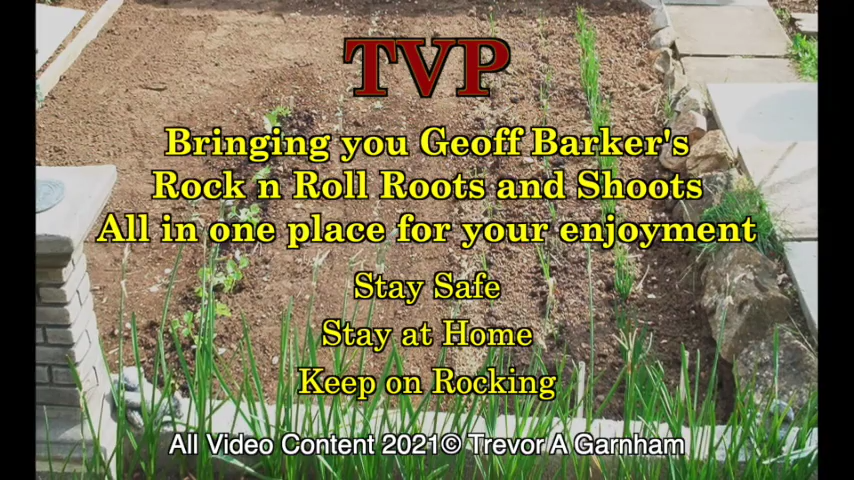 TVP
Bringing you Geoff Barker's
Rock n Roll Roots and Shoots
All in one place for your enjoyment
Stay Safe
Stay at Home
Keep on Rocking
All Video Content 2021© Trevor A Garnham